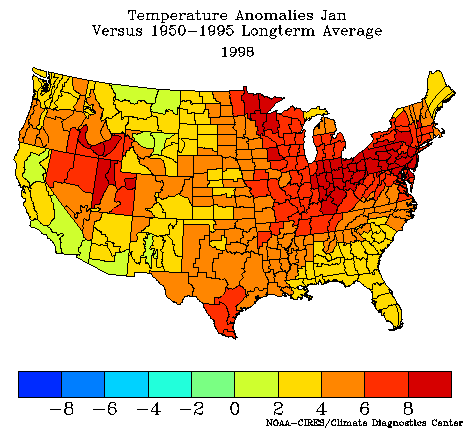 Temperature Anomalies Jan
Versus 1950-1995 Longterm Average
1998
-8 -6 -4 -2 0 2 4 6 8
NOAA-CIRES/Climate Diagnostics Center